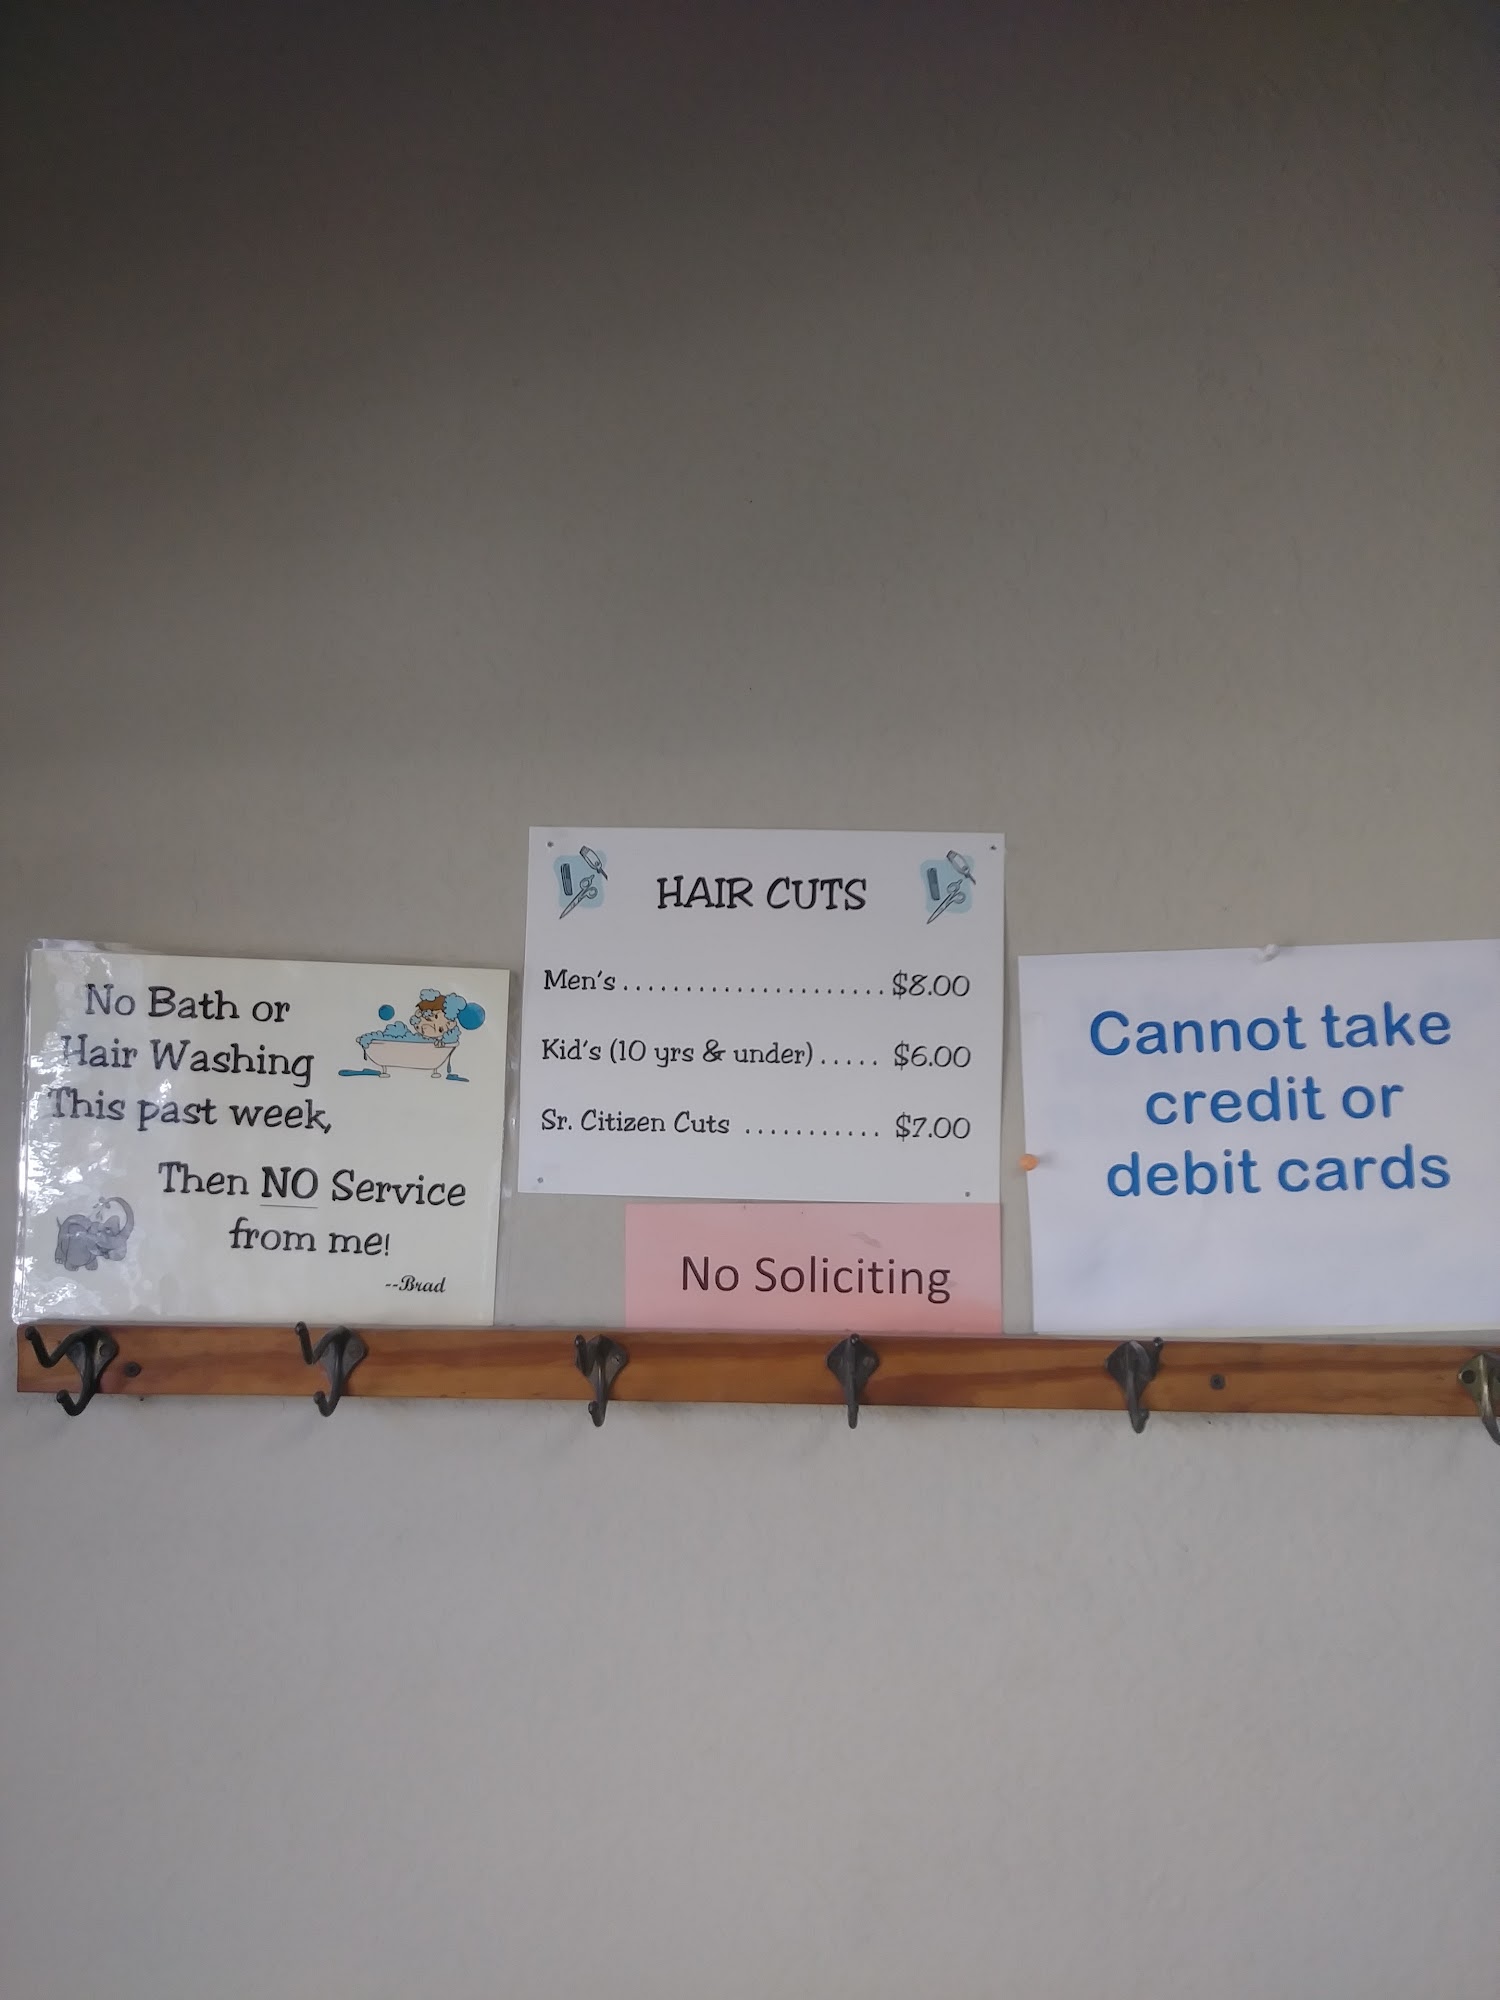 No Bath or
Hair Washing
This past week,
Then NO Service
from me!
--Brad
HAIR CUTS
Men's ..................... $8.00
Kid's (10 yrs & under) ..... $6.00
Sr. Citizen Cuts ........... $7.00
No Soliciting
Cannot take
credit or
debit cards